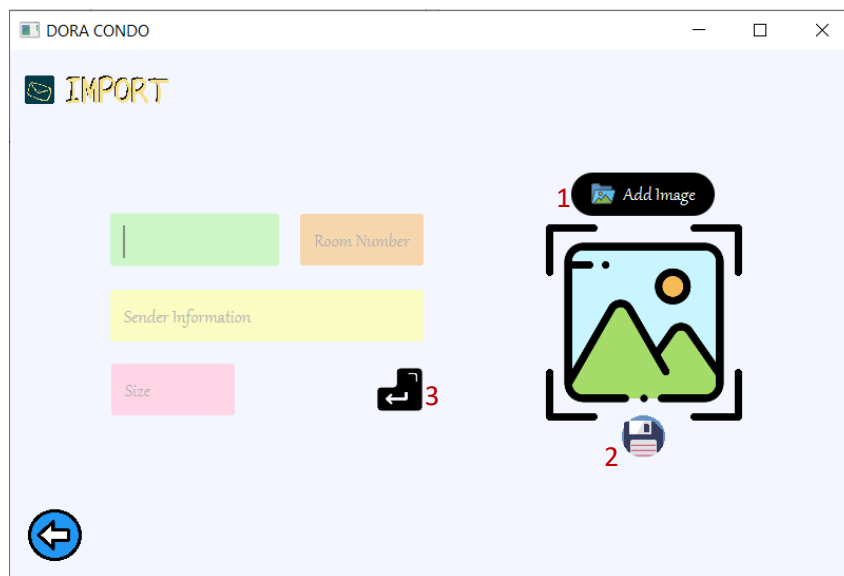 DORA CONDO
IMPORT
1
Add Image
Room Number
Sender Information
Size
3
2